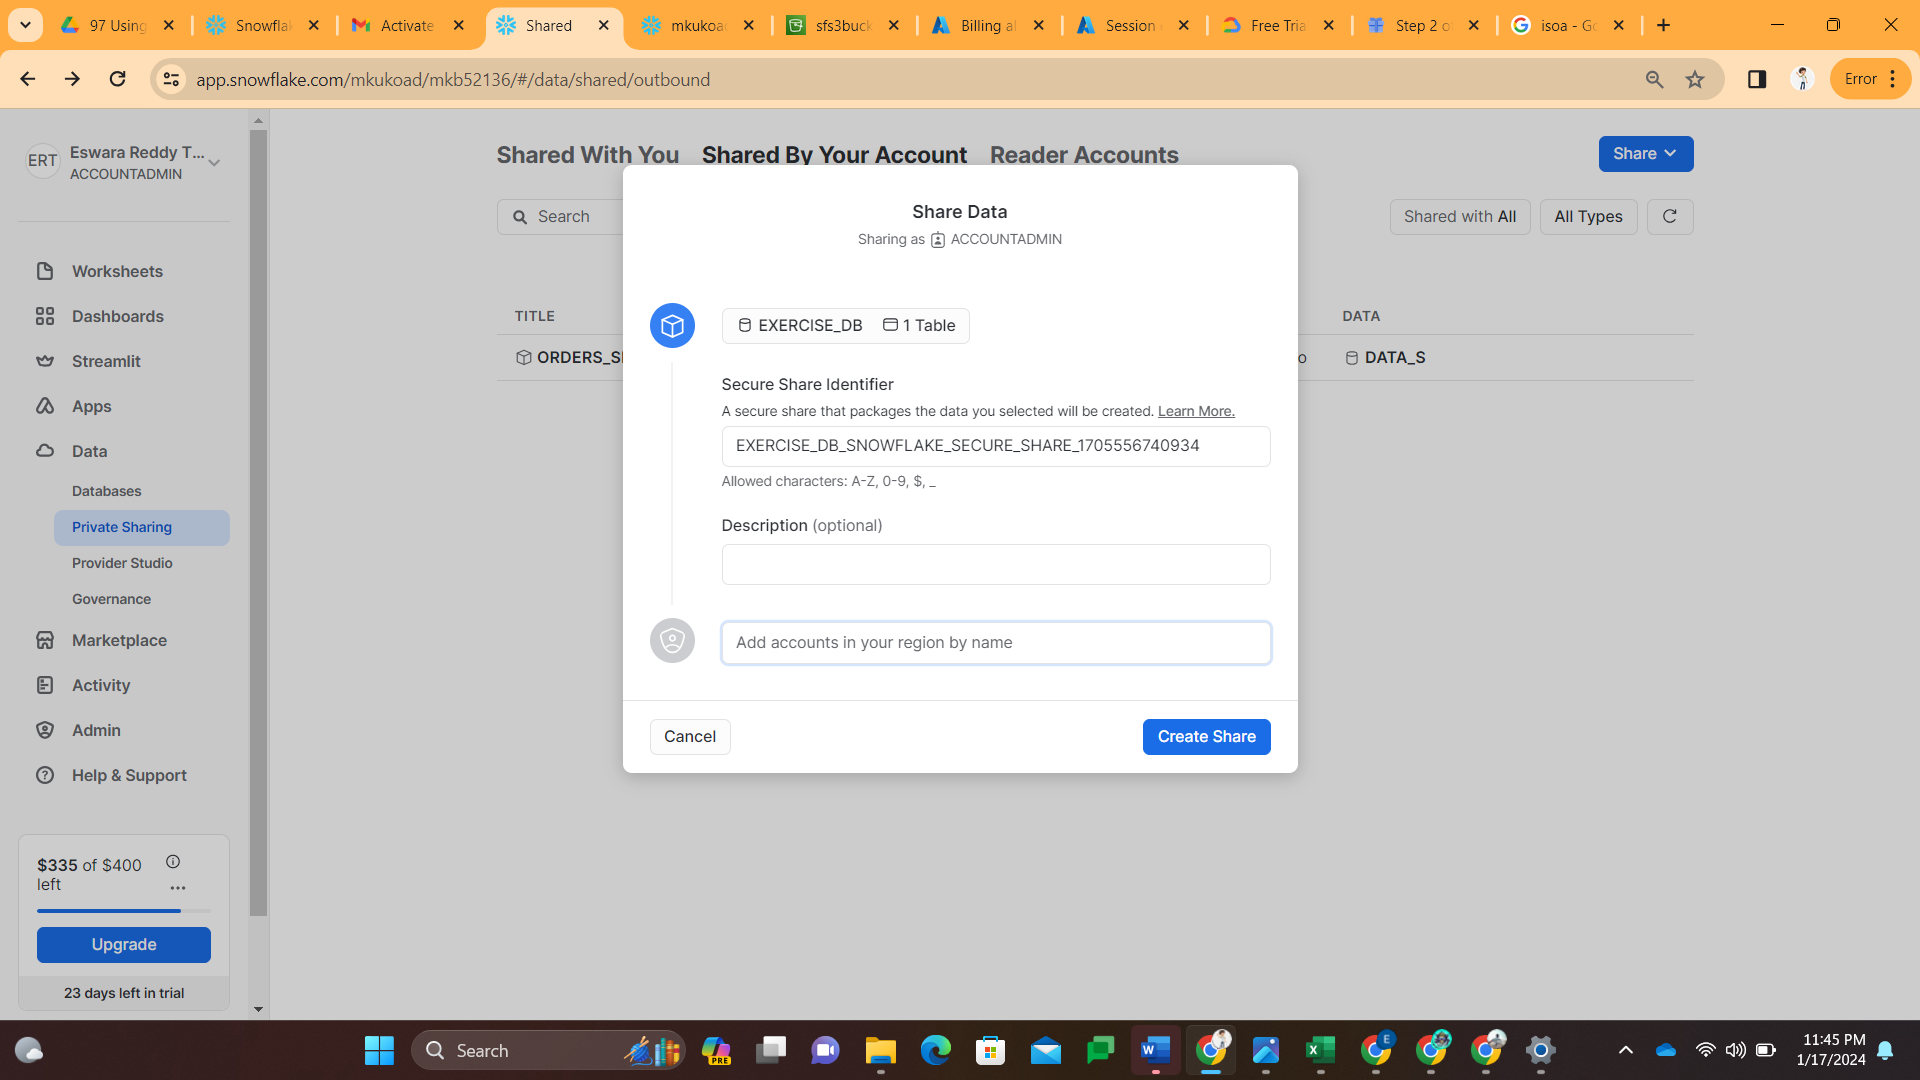 97 Using
Snowfla
Activate
Shared
mkukoa
sfs3buck
Billing al
Session
Free Tria
Step 2 o
isoa - Go
app.snowflake.com/mkukoad/mkb52136/#/data/shared/outbound
Error
ERT
Eswara Reddy T...
ACCOUNTADMIN
Worksheets
Dashboards
Streamlit
Apps
Data
Databases
Private Sharing
Provider Studio
Governance
Marketplace
Activity
Admin
Help & Support
$335 of $400
left
Upgrade
23 days left in trial
Shared With You
Shared By Your Account
Reader Accounts
Share
Search
Shared with All
All Types
TITLE
DATA
ORDERS_S
o
DATA_S
Share Data
Sharing as ACCOUNTADMIN
EXERCISE_DB 1 Table
Secure Share Identifier
A secure share that packages the data you selected will be created. Learn More.
EXERCISE_DB_SNOWFLAKE_SECURE_SHARE_1705556740934
Allowed characters: A-Z, 0-9, $, _
Description (optional)
Add accounts in your region by name
Cancel
Create Share
Search
PRE
W
X
E
11:45 PM
1/17/2024